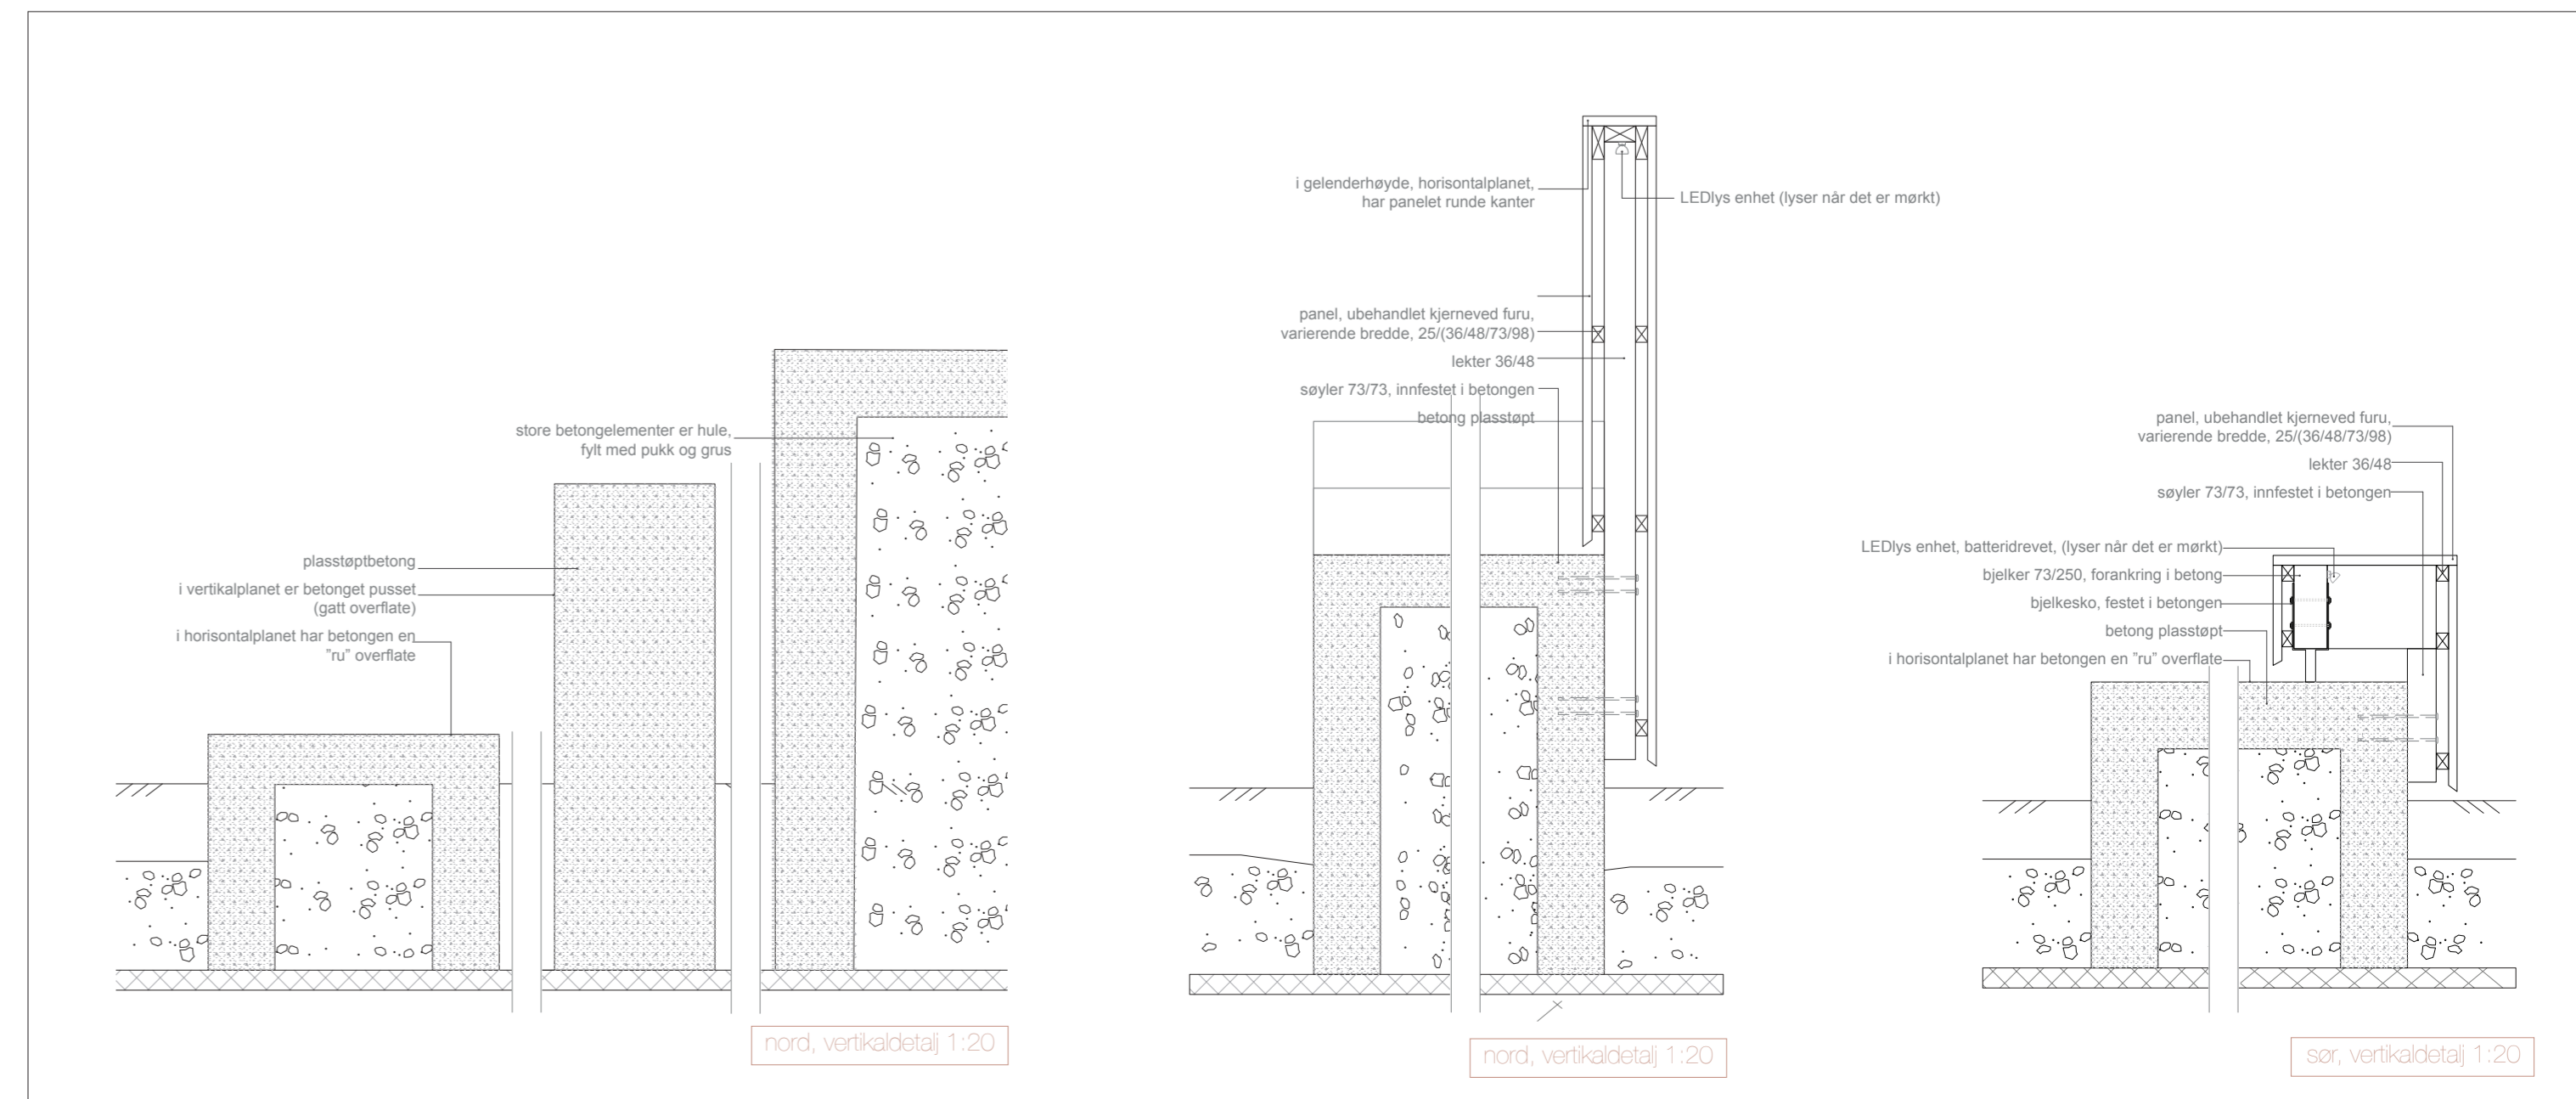 store betongelementer er hule,
fylt med pukk og grus
plasstøptbetong
i vertikalplanet er betonget pusset
(gatt overflate)
i horisontalplanet har betongen en
"ru" overflate
nord, vertikaldetalj 1:20
i gelenderhøyde, horisontalplanet,
har panelet runde kanter
LEDlys enhet (lyser når det er mørkt)
panel, ubehandlet kjerneved furu,
varierende bredde, 25/(36/48/73/98)
lekter 36/48
søyler 73/73, innfestet i betongen
betong plasstøpt
nord, vertikaldetalj 1:20
panel, ubehandlet kjerneved furu,
varierende bredde, 25/(36/48/73/98)
lekter 36/48
søyler 73/73, innfestet i betongen
LEDlys enhet, batteridrevet, (lyser når det er mørkt)
bjelker 73/250, forankring i betong
bjelkesko, festet i betongen
betong plasstøpt
i horisontalplanet har betongen en "ru" overflate
sør, vertikaldetalj 1:20